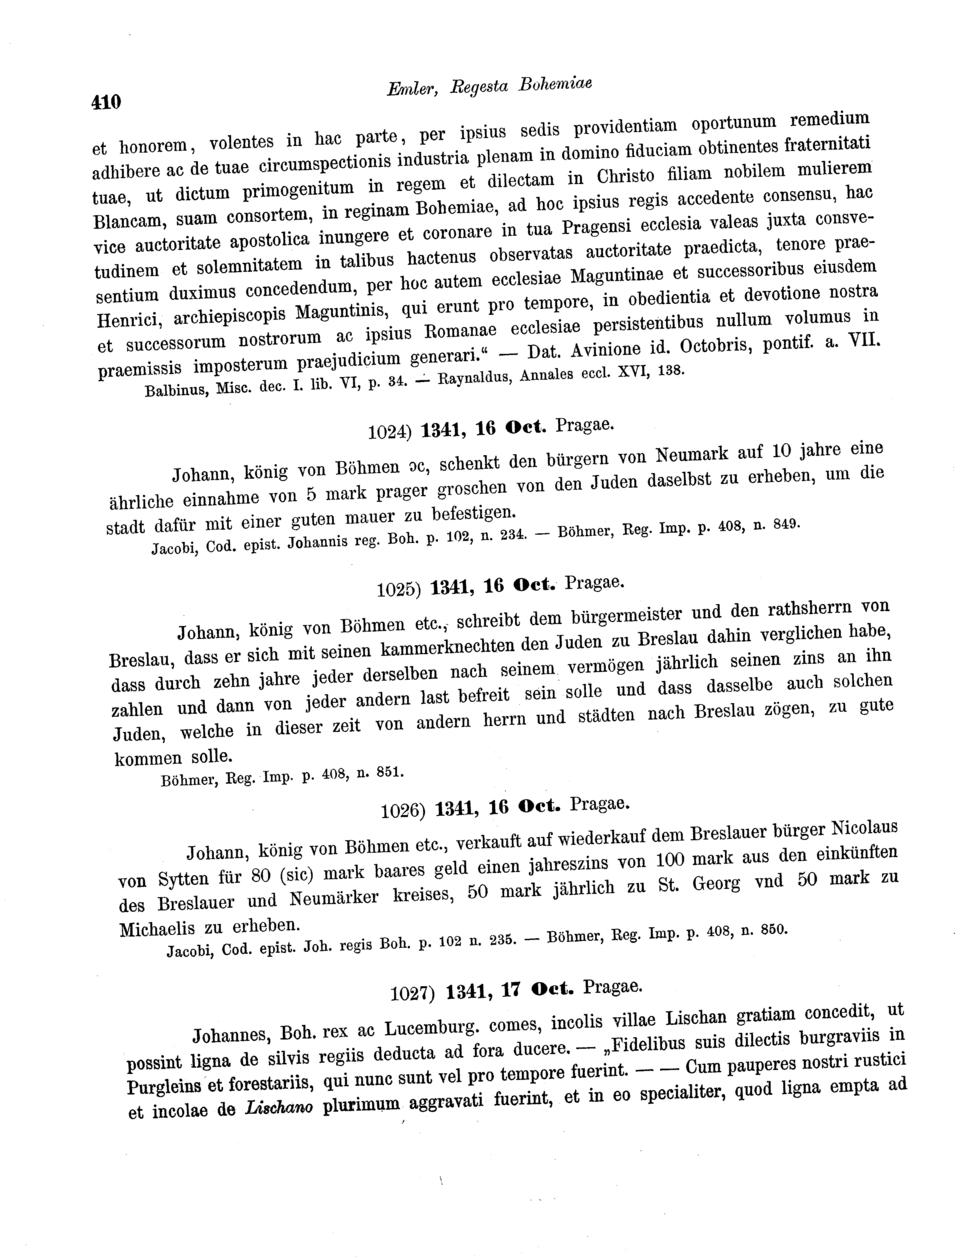 410
Emler, Regesta Bohemiae
et honorem, volentes in hac parte, per ipsius sedis providentiam oportunum remedium
adhibere ac de tuae circumspectionis industria plenam in domino fiduciam obtinentes fraternitati
tuae, ut dictum primogenitum in regem et dilectam in Christo filiam nobilem mulierem
Blancam, suam consortem, in reginam Bohemiae, ad hoc ipsius regis accedente consensu, hac
vice auctoritate apostolica inungere et coronare in tua Pragensi ecclesia valeas juxta consve-
tudinem et solemnitatem in talibus hactenus observatas auctoritate praedicta, tenore prae-
sentium duximus concedendum, per hoc autem ecclesiae Maguntinae et successoribus eiusdem
Henrici, archiepiscopis Maguntinis, qui erunt pro tempore, in obedientia et devotione nostra
et successorum nostrorum ac ipsius Romanae ecclesiae persistentibus nullum volumus in
praemissis imposterum praejudicium generari.“ — Dat. Avinione id. Octobris, pontif. a. VII.
Balbinus, Misc. dec. I. lib. VI, p. 34. — Raynaldus, Annales eccl. XVI, 138.
1024) 1341, 16 Oct. Pragae.
Johann, könig von Böhmen ɔc, schenkt den bürgern von Neumark auf 10 jahre eine
ährliche einnahme von 5 mark prager groschen von den Juden daselbst zu erheben, um die
stadt dafür mit einer guten mauer zu befestigen.
Jacobi, Cod. epist. Johannis reg. Boh. p. 102, n. 234. — Böhmer, Reg. Imp. p. 408, n. 849.
1025) 1341, 16 Oct. Pragae.
Johann, könig von Böhmen etc., schreibt dem bürgermeister und den rathsherrn von
Breslau, dass er sich mit seinen kammerknechten den Juden zu Breslau dahin verglichen habe,
dass durch zehn jahre jeder derselben nach seinem vermögen jährlich seinen zins an ihn
zahlen und dann von jeder andern last befreit sein solle und dass dasselbe auch solchen
Juden, welche in dieser zeit von andern herrn und städten nach Breslau zögen, zu gute
kommen solle.
Böhmer, Reg. Imp. p. 408, n. 851.
1026) 1341, 16 Oct. Pragae.
Johann, könig von Böhmen etc., verkauft auf wiederkauf dem Breslauer bürger Nicolaus
von Sytten für 80 (sic) mark baares geld einen jahreszins von 100 mark aus den einkünften
des Breslauer und Neumärker kreises, 50 mark jährlich zu St. Georg vnd 50 mark zu
Michaelis zu erheben.
Jacobi, Cod. epist. Joh. regis Boh. p. 102 n. 235. — Böhmer, Reg. Imp. p. 408, n. 850.
1027) 1341, 17 Oct. Pragae.
Johannes, Boh. rex ac Lucemburg. comes, incolis villae Lischan gratiam concedit, ut
possint ligna de silvis regiis deducta ad fora ducere. — „Fidelibus suis dilectis burgraviis in
Purgleins et forestariis, qui nunc sunt vel pro tempore fuerint. — — Cum pauperes nostri rustici
et incolae de Lischano plurimum aggravati fuerint, et in eo specialiter, quod ligna empta ad